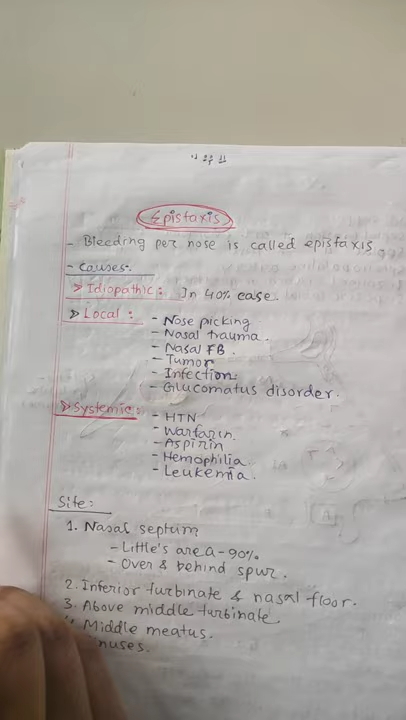 Epistaxis
- Bleeding per nose is called epistaxis.
- Causes:
> Idiopathic: In 40% case.
> Local :
- Nose picking
- Nasal trauma.
- Nasal FB.
- Tumor
- Infection
- Glucomatus disorder.
> Systemic :
- HTN
- Warfarin.
- Aspirin
- Hemophilia
- Leukemia.
Site:
1. Nasal septum
- Little's area - 90%
- Over & behind spur.
2. Inferior turbinate & nasal floor.
3. Above middle turbinate.
Middle meatus.